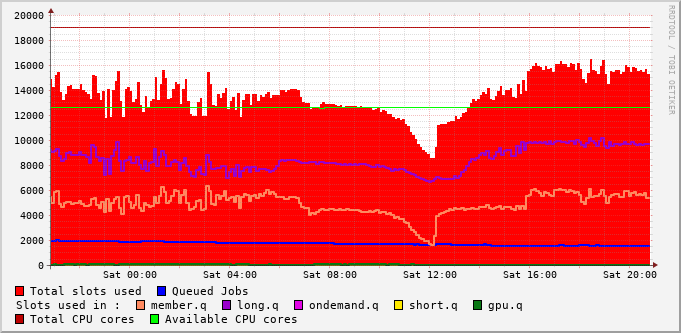 20000
18000
16000
14000
12000
10000
8000
6000
4000
2000
0
Sat 00:00 Sat 04:00 Sat 08:00 Sat 12:00 Sat 16:00 Sat 20:00
Total slots used Queued Jobs
Slots used in : member.q long.q ondemand.q short.q gpu.q
Total CPU cores Available CPU cores
RRDTOOL / TOBI OETIKER